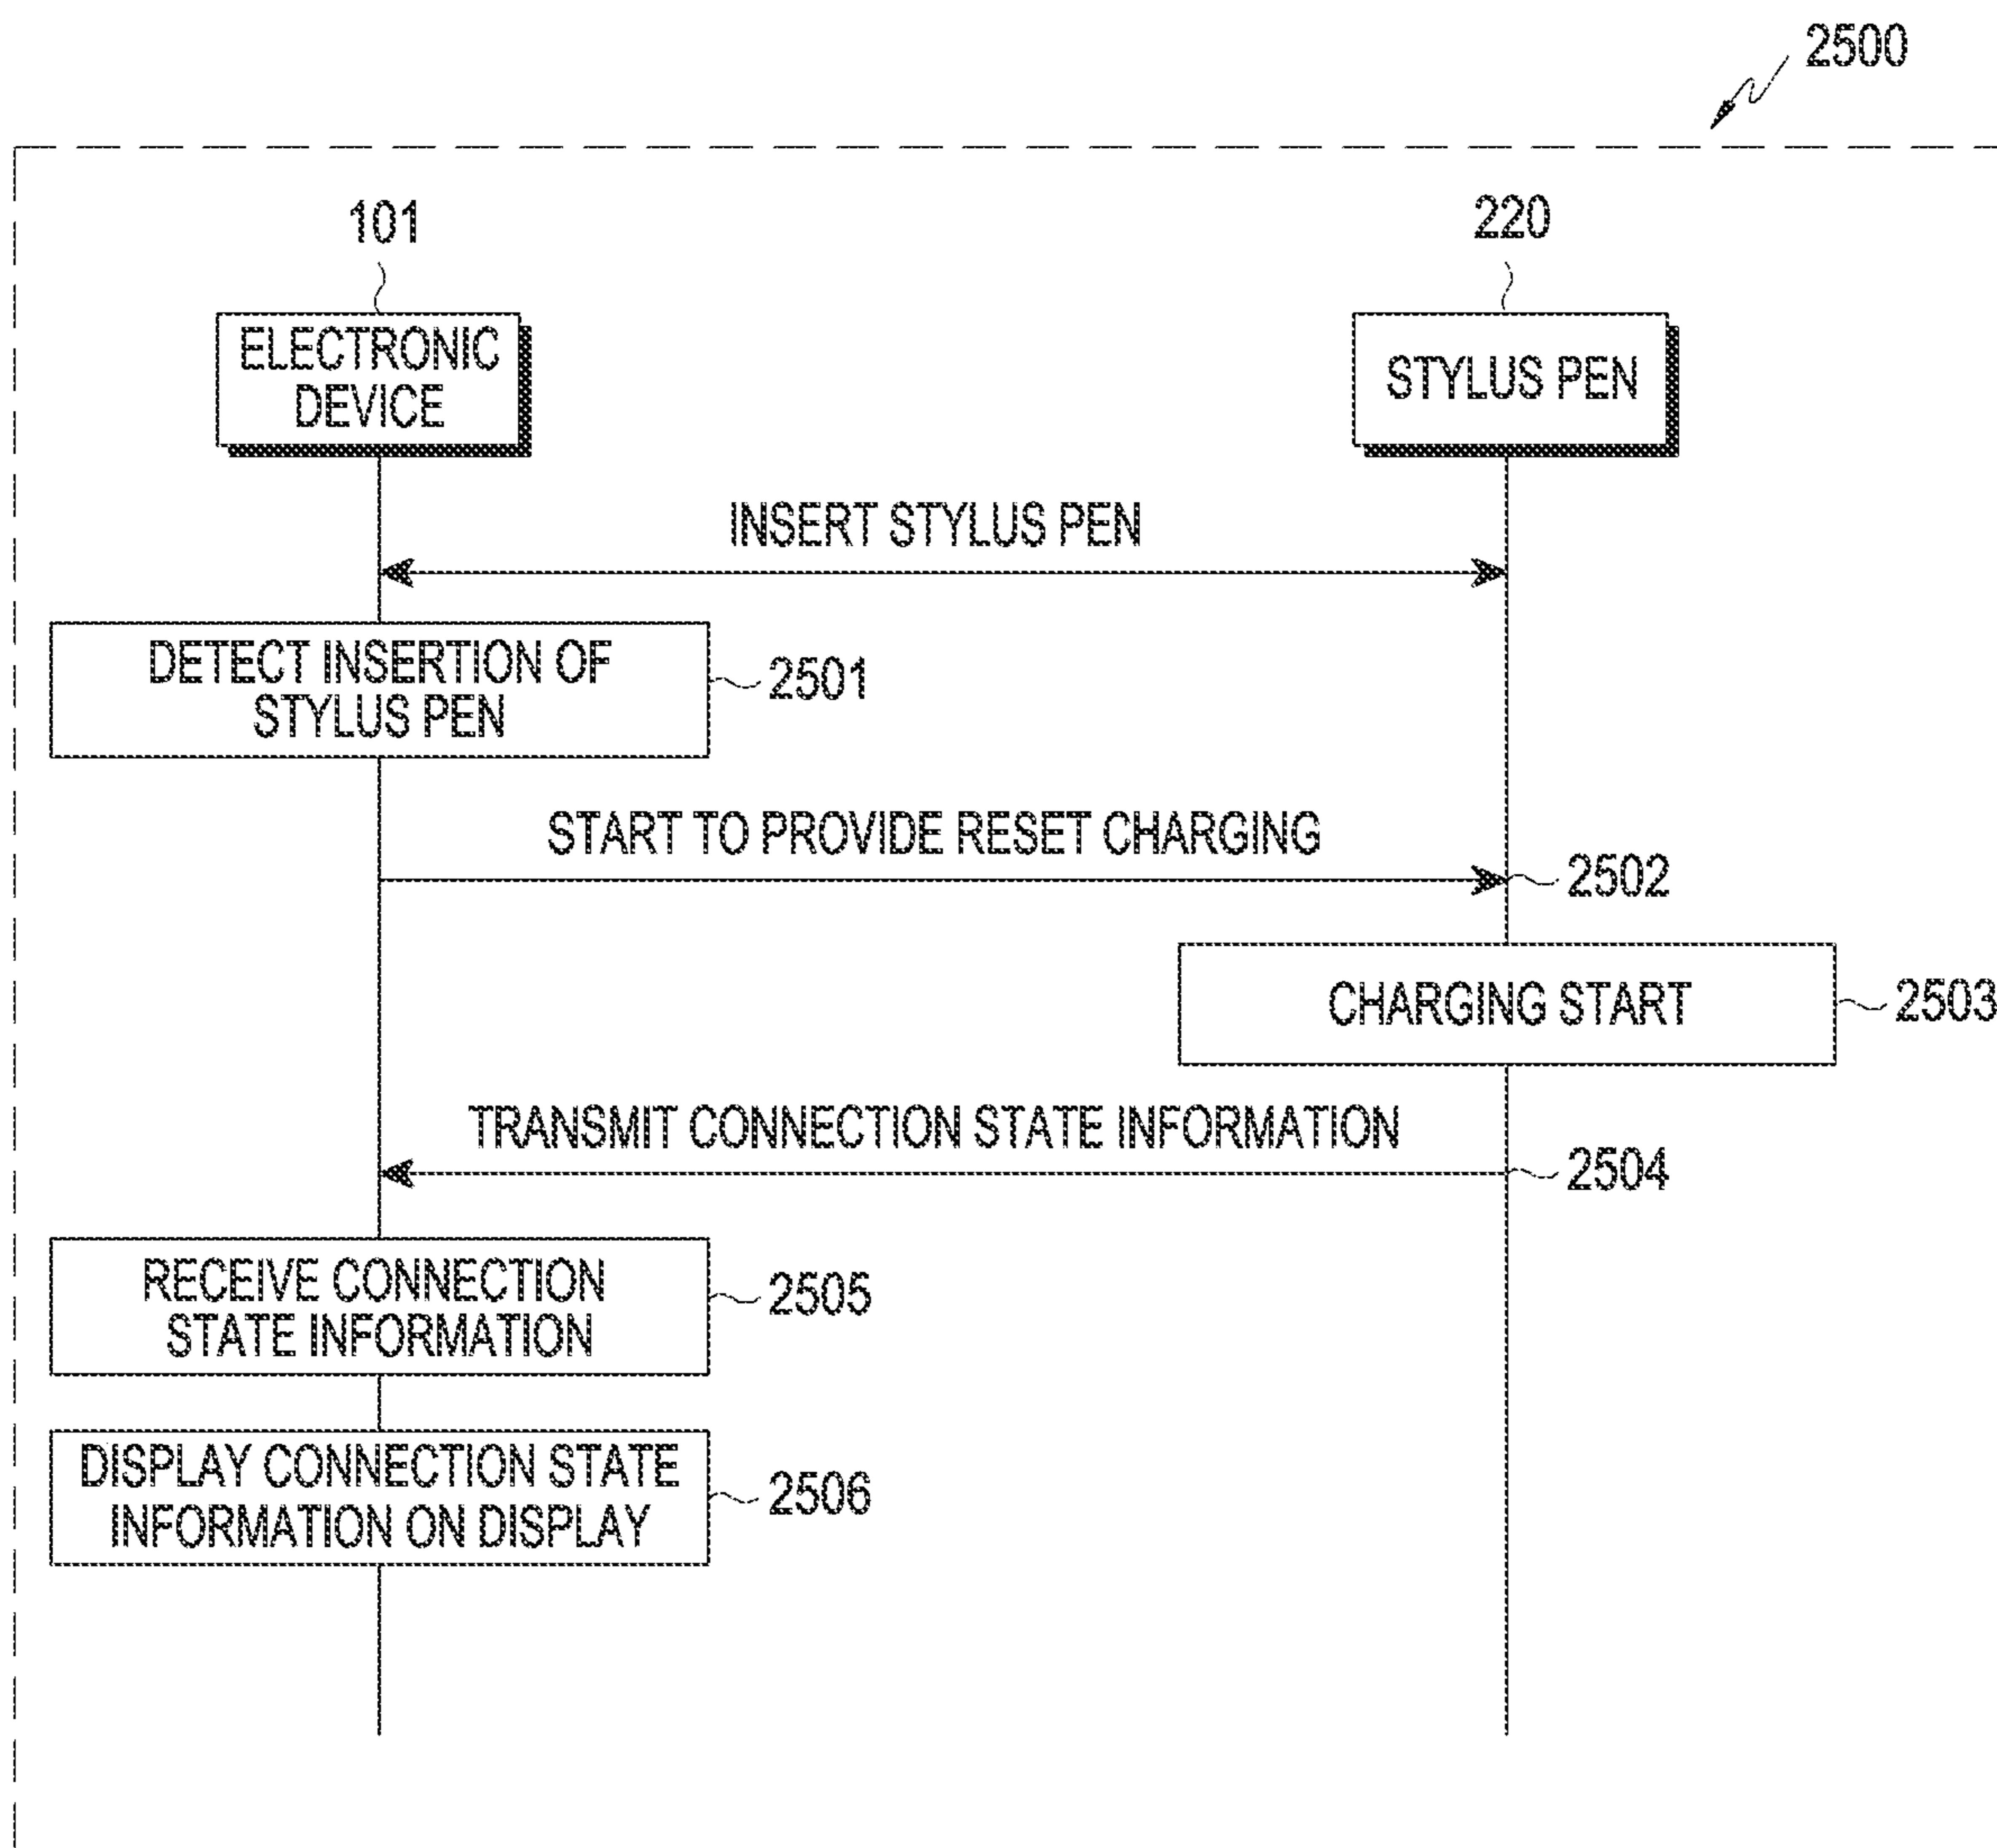 2500
101
220
ELECTRONIC
DEVICE
STYLUS PEN
INSERT STYLUS PEN
DETECT INSERTION OF
STYLUS PEN
2501
START TO PROVIDE RESET CHARGING
2502
CHARGING START
2503
TRANSMIT CONNECTION STATE INFORMATION
2504
RECEIVE CONNECTION
STATE INFORMATION
2505
DISPLAY CONNECTION STATE
INFORMATION ON DISPLAY
2506